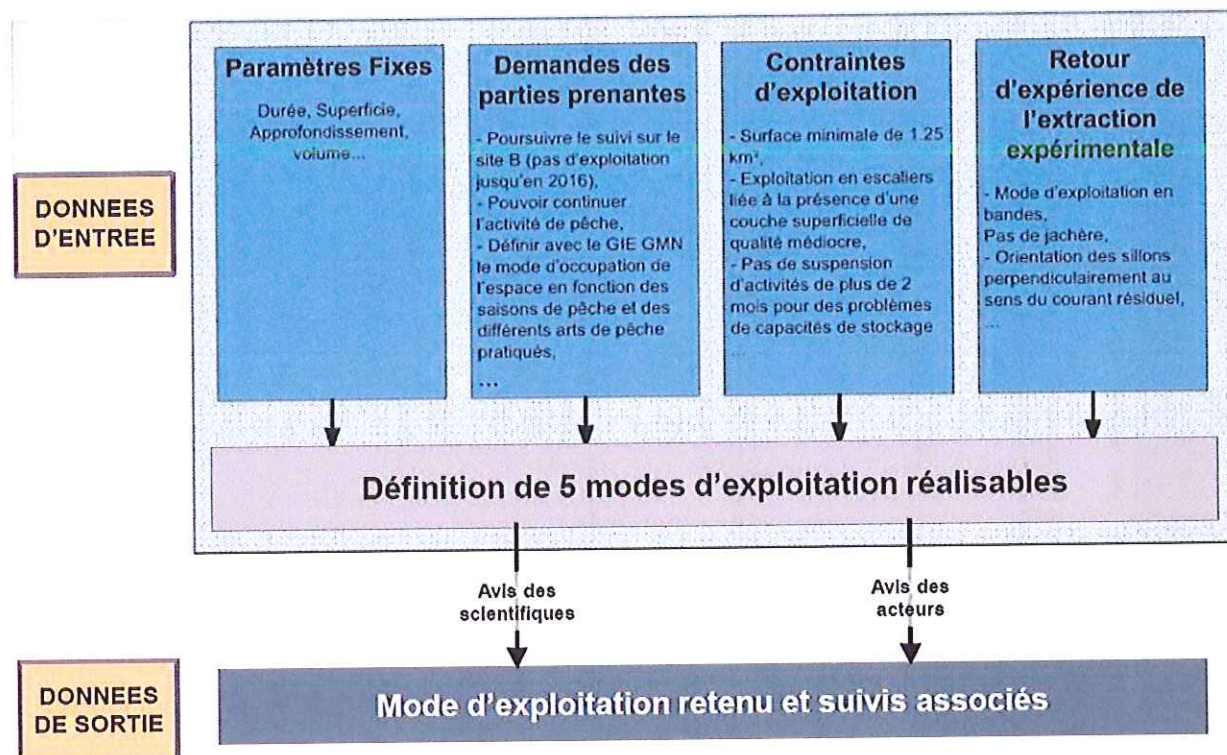 Paramètres Fixes
Durée, Superficie,
Approfondissement,
volume...
Demandes des
parties prenantes
- Poursuivre le suivi sur le
site B (pas d'exploitation
jusqu'en 2016),
- Pouvoir continuer
l'activité de pêche,
- Définir avec le GIE GMN
le mode d'occupation de
l'espace en fonction des
saisons de pêche et des
différents arts de pêche
pratiqués,
...
Contraintes
d'exploitation
- Surface minimale de 1.25
km²,
- Exploitation en escaliers
liée à la présence d'une
couche superficielle de
qualité médiocre,
- Pas de suspension
d'activités de plus de 2
mois pour des problèmes
de capacités de stockage
...
Retour
d'expérience de
l'extraction
expérimentale
- Mode d'exploitation en
bandes,
Pas de jachère,
- Orientation des sillons
perpendiculairement au
sens du courant résiduel,
...
DONNEES
D'ENTREE
Définition de 5 modes d'exploitation réalisables
Avis des
scientifiques
Avis des
acteurs
DONNEES
DE SORTIE
Mode d'exploitation retenu et suivis associés